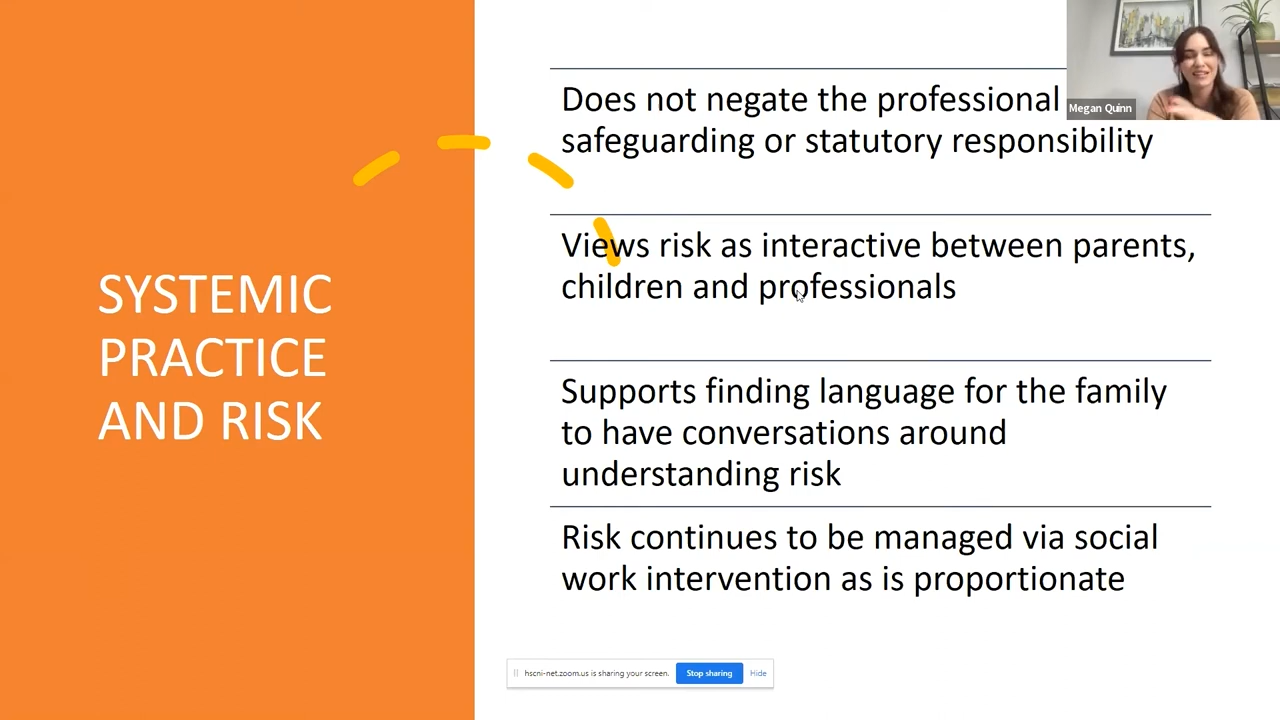 SYSTEMIC
PRACTICE
AND RISK
Does not negate the professional
safeguarding or statutory responsibility
Views risk as interactive between parents,
children and professionals
Supports finding language for the family
to have conversations around
understanding risk
Risk continues to be managed via social
work intervention as is proportionate
Megan Quinn
hscni-net.zoom.us is sharing your screen.
Stop sharing
Hide